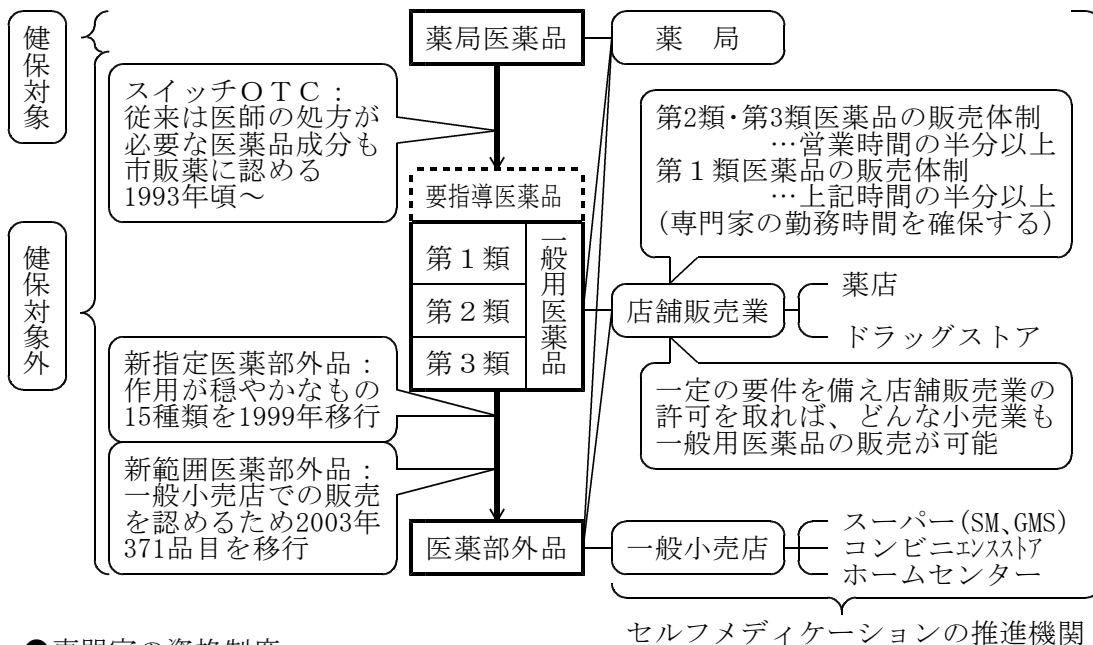 健保対象
薬局医薬品
薬　局
スイッチＯＴＣ：
従来は医師の処方が
必要な医薬品成分も
市販薬に認める
1993年頃～
要指導医薬品
第2類･第3類医薬品の販売体制
…営業時間の半分以上
第１類医薬品の販売体制
…上記時間の半分以上
(専門家の勤務時間を確保する)
健保対象外
第１類
第２類
第３類
一般用医薬品
店舗販売業
薬店
ドラッグストア
新指定医薬部外品：
作用が穏やかなもの
15種類を1999年移行
一定の要件を備え店舗販売業の
許可を取れば、どんな小売業も
一般用医薬品の販売が可能
新範囲医薬部外品：
一般小売店での販売
を認めるため2003年
371品目を移行
医薬部外品
一般小売店
スーパー(SM､GMS)
コンビニｴﾝｽｽﾄｱ
ホームセンター
セルフメディケーションの推進機関